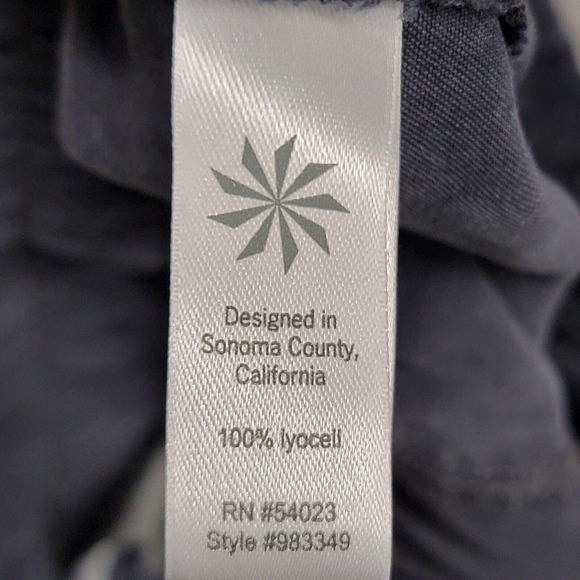 Designed in
Sonoma County,
California
100% lyocell
RN #54023
Style #983349